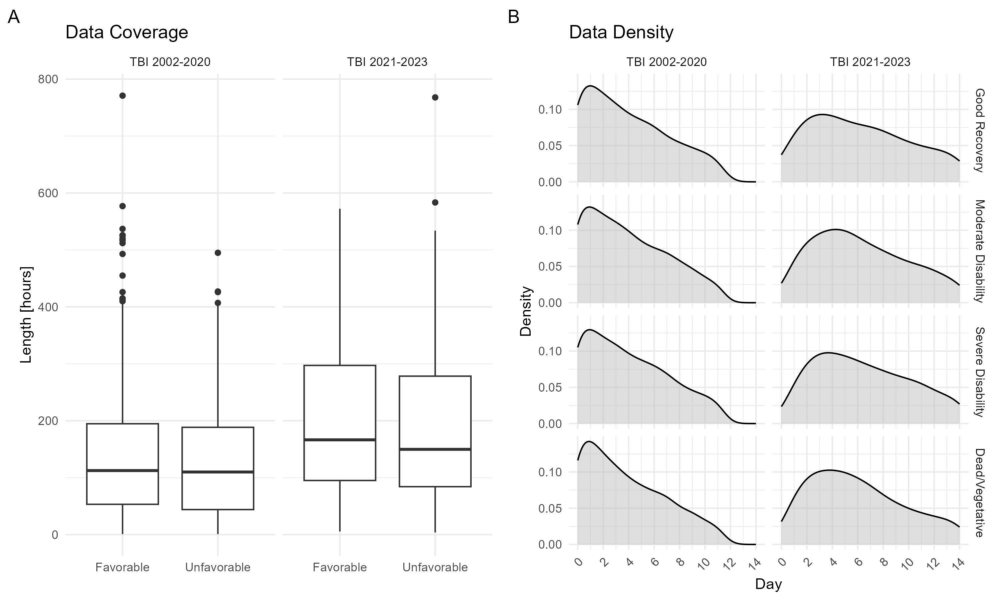 A
Data Coverage
TBI 2002-2020
TBI 2021-2023
Length [hours]
800
600
400
200
0
Favorable
Unfavorable
Favorable
Unfavorable
B
Data Density
TBI 2002-2020
TBI 2021-2023
Density
0.10
0.05
0.00
Good Recovery
0.10
0.05
0.00
Moderate Disability
0.10
0.05
0.00
Severe Disability
0.10
0.05
0.00
Dead/Vegetative
0 2 4 6 8 10 12 14
0 2 4 6 8 10 12 14
Day